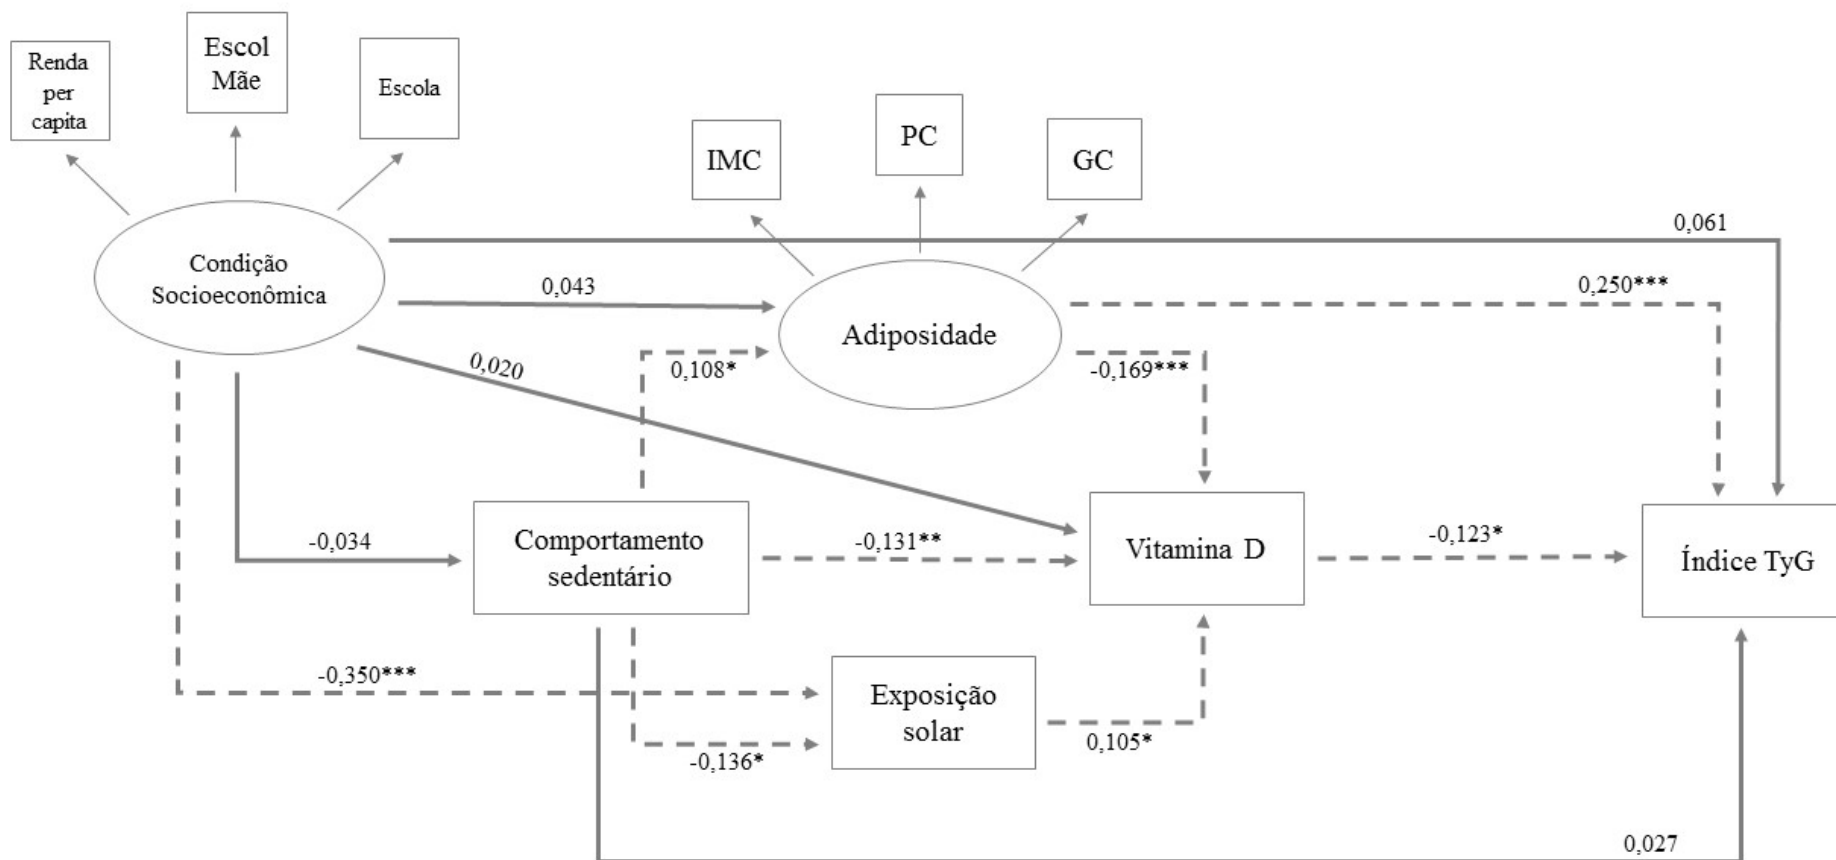 Renda
per
capita
Escol
Mãe
Escola
IMC
PC
GC
Condição
Socioeconômica
0,061
0,043
Adiposidade
0,250***
0,020
0,108*
-0,169***
-0,034
Comportamento
sedentário
-0,131**
Vitamina D
-0,123*
Índice TyG
-0,350***
Exposição
solar
-0,136*
0,105*
0,027